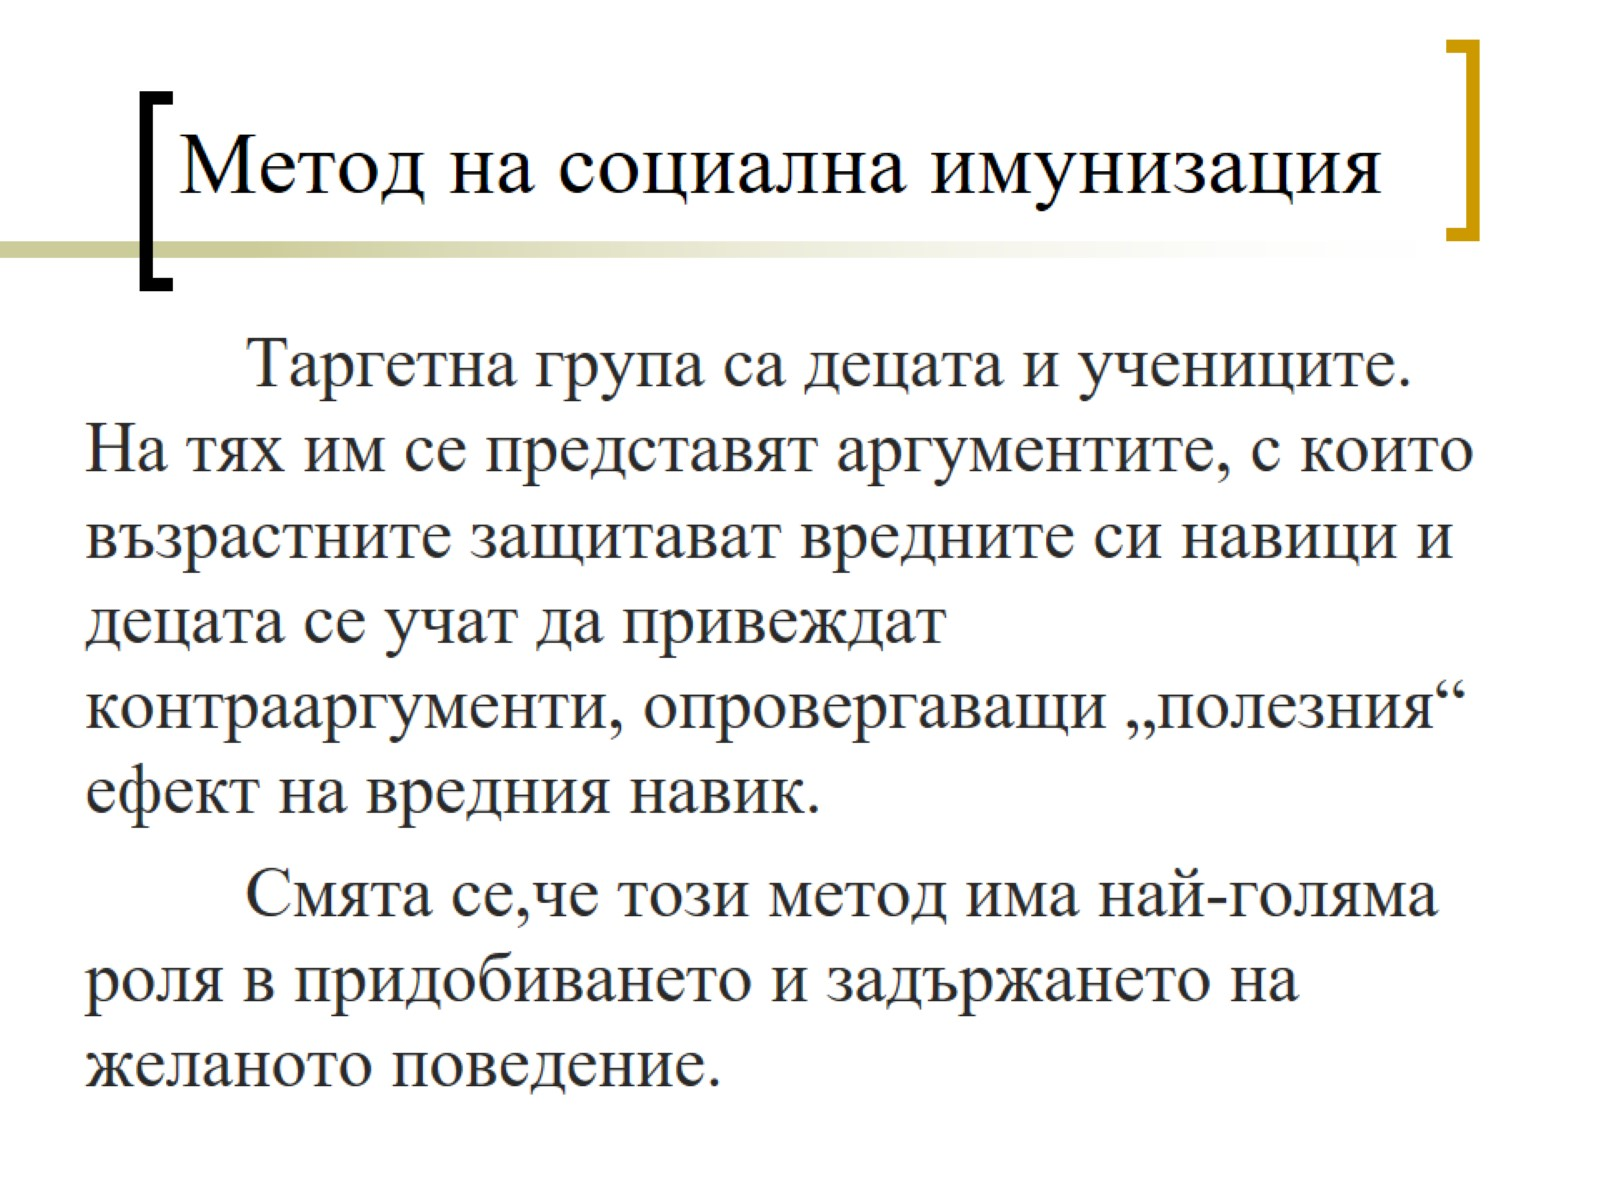 Метод на социална имунизация
Таргетна група са децата и учениците.
На тях им се представят аргументите, с които
възрастните защитават вредните си навици и
децата се учат да привеждат
контрааргументи, опровергаващи „полезния“
ефект на вредния навик.
Смята се,че този метод има най-голяма
роля в придобиването и задържането на
желаното поведение.